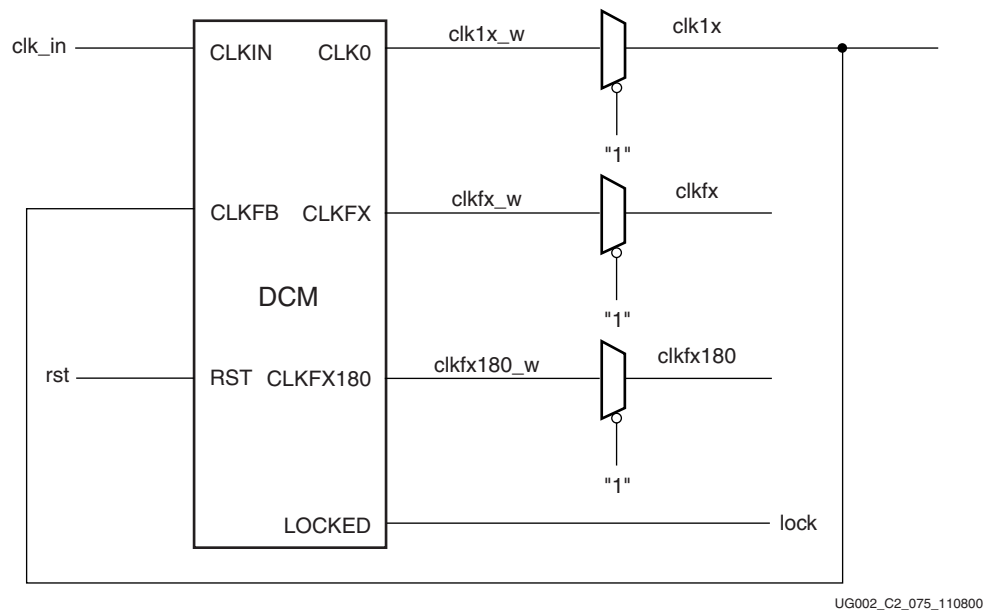 clk_in CLKIN CLK0 clk1x_w clk1x
"1"
CLKFB CLKFX clkfx_w clkfx
DCM
"1"
rst RST CLKFX180 clkfx180_w clkfx180
"1"
LOCKED lock
UG002_C2_075_110800